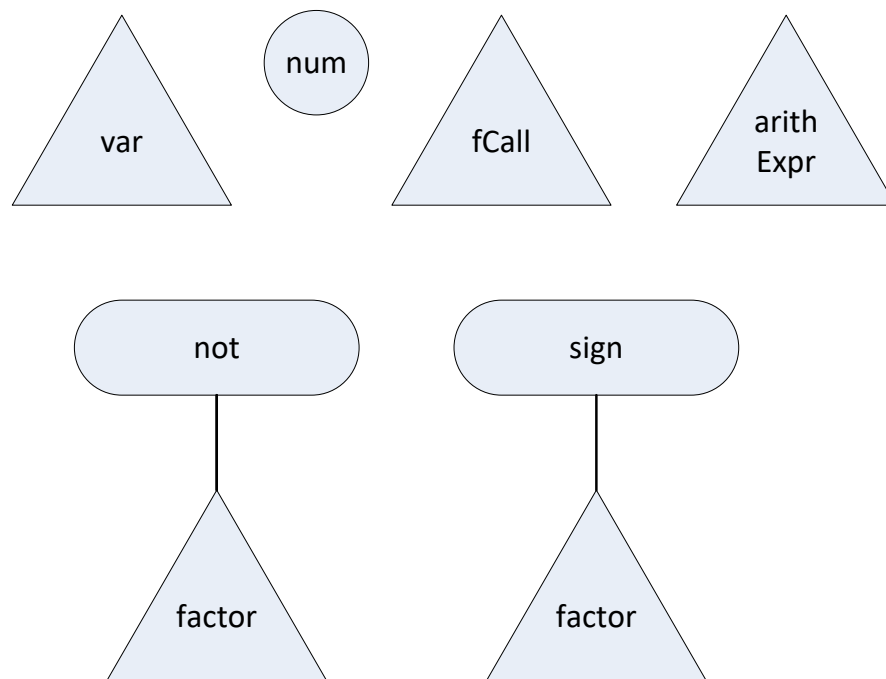 var
num
fCall
arith
Expr
not
sign
factor
factor